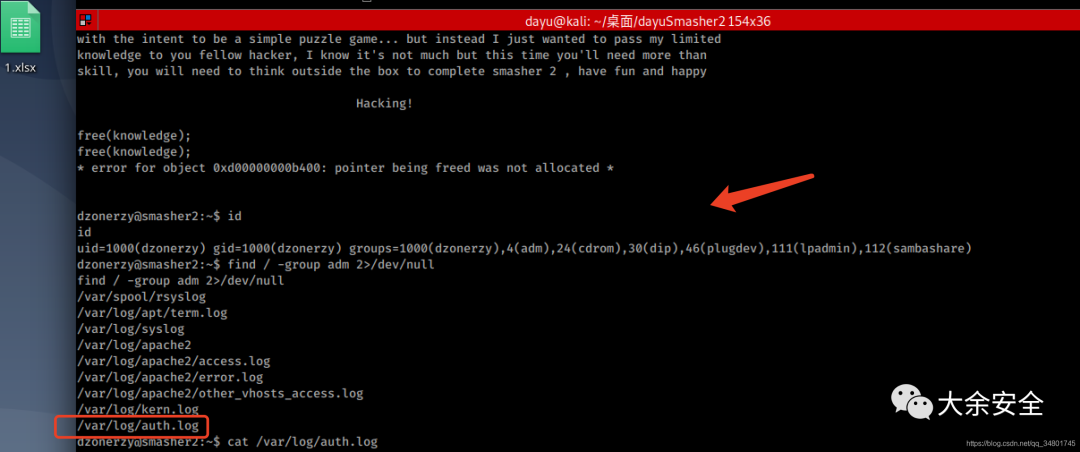 dayu@kali: ~/桌面/dayuSmasher2 154x36
1.xlsx
with the intent to be a simple puzzle game... but instead I just wanted to pass my limited
knowledge to you fellow hacker, I know it's not much but this time you'll need more than
skill, you will need to think outside the box to complete smasher 2 , have fun and happy
Hacking!
free(knowledge);
free(knowledge);
* error for object 0xd00000000b400: pointer being freed was not allocated *
dzonerzy@smasher2:~$ id
id
uid=1000(dzonerzy) gid=1000(dzonerzy) groups=1000(dzonerzy),4(adm),24(cdrom),30(dip),46(plugdev),111(lpadmin),112(sambashare)
dzonerzy@smasher2:~$ find / -group adm 2>/dev/null
find / -group adm 2>/dev/null
/var/spool/rsyslog
/var/log/apt/term.log
/var/log/syslog
/var/log/apache2
/var/log/apache2/access.log
/var/log/apache2/error.log
/var/log/apache2/other_vhosts_access.log
/var/log/kern.log
/var/log/auth.log
dzonerzy@smasher2:~$ cat /var/log/auth.log
大余安全
https://blog.csdn.net/qq_34801745